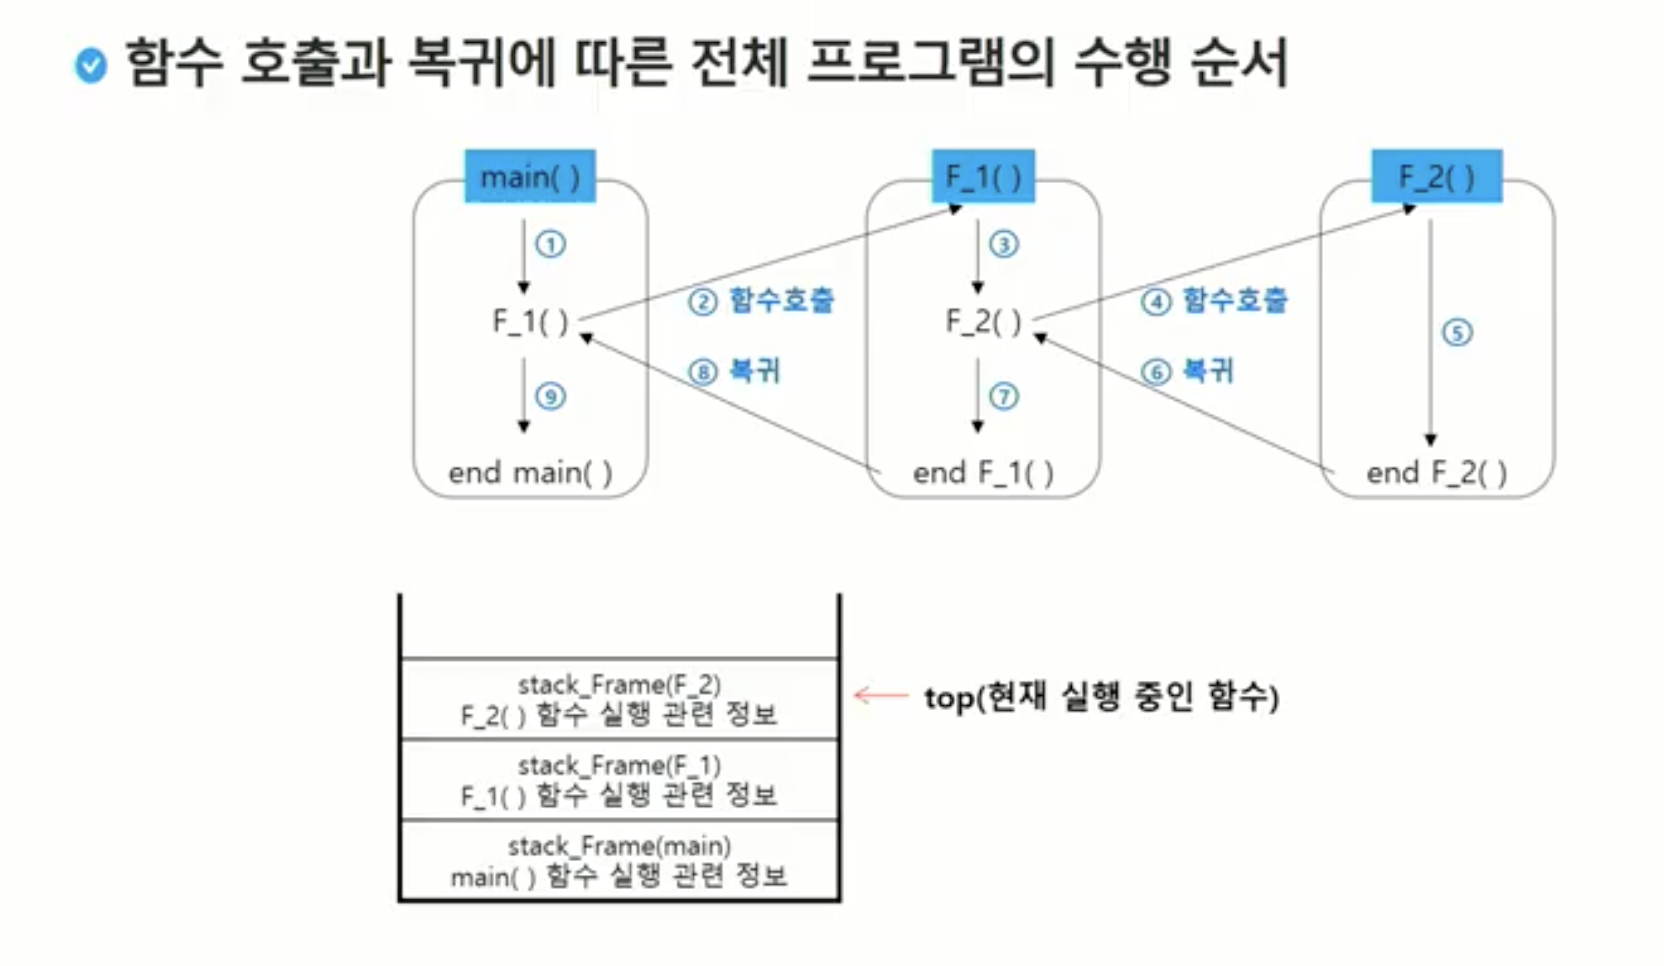 함수 호출과 복귀에 따른 전체 프로그램의 수행 순서
main( )
F_1( )
F_2( )
①
③
② 함수호출
④ 함수호출
F_1( )
F_2( )
⑤
⑧ 복귀
⑥ 복귀
⑨
⑦
end main( )
end F_1( )
end F_2( )
stack_Frame(F_2)
F_2( ) 함수 실행 관련 정보
top(현재 실행 중인 함수)
stack_Frame(F_1)
F_1( ) 함수 실행 관련 정보
stack_Frame(main)
main( ) 함수 실행 관련 정보